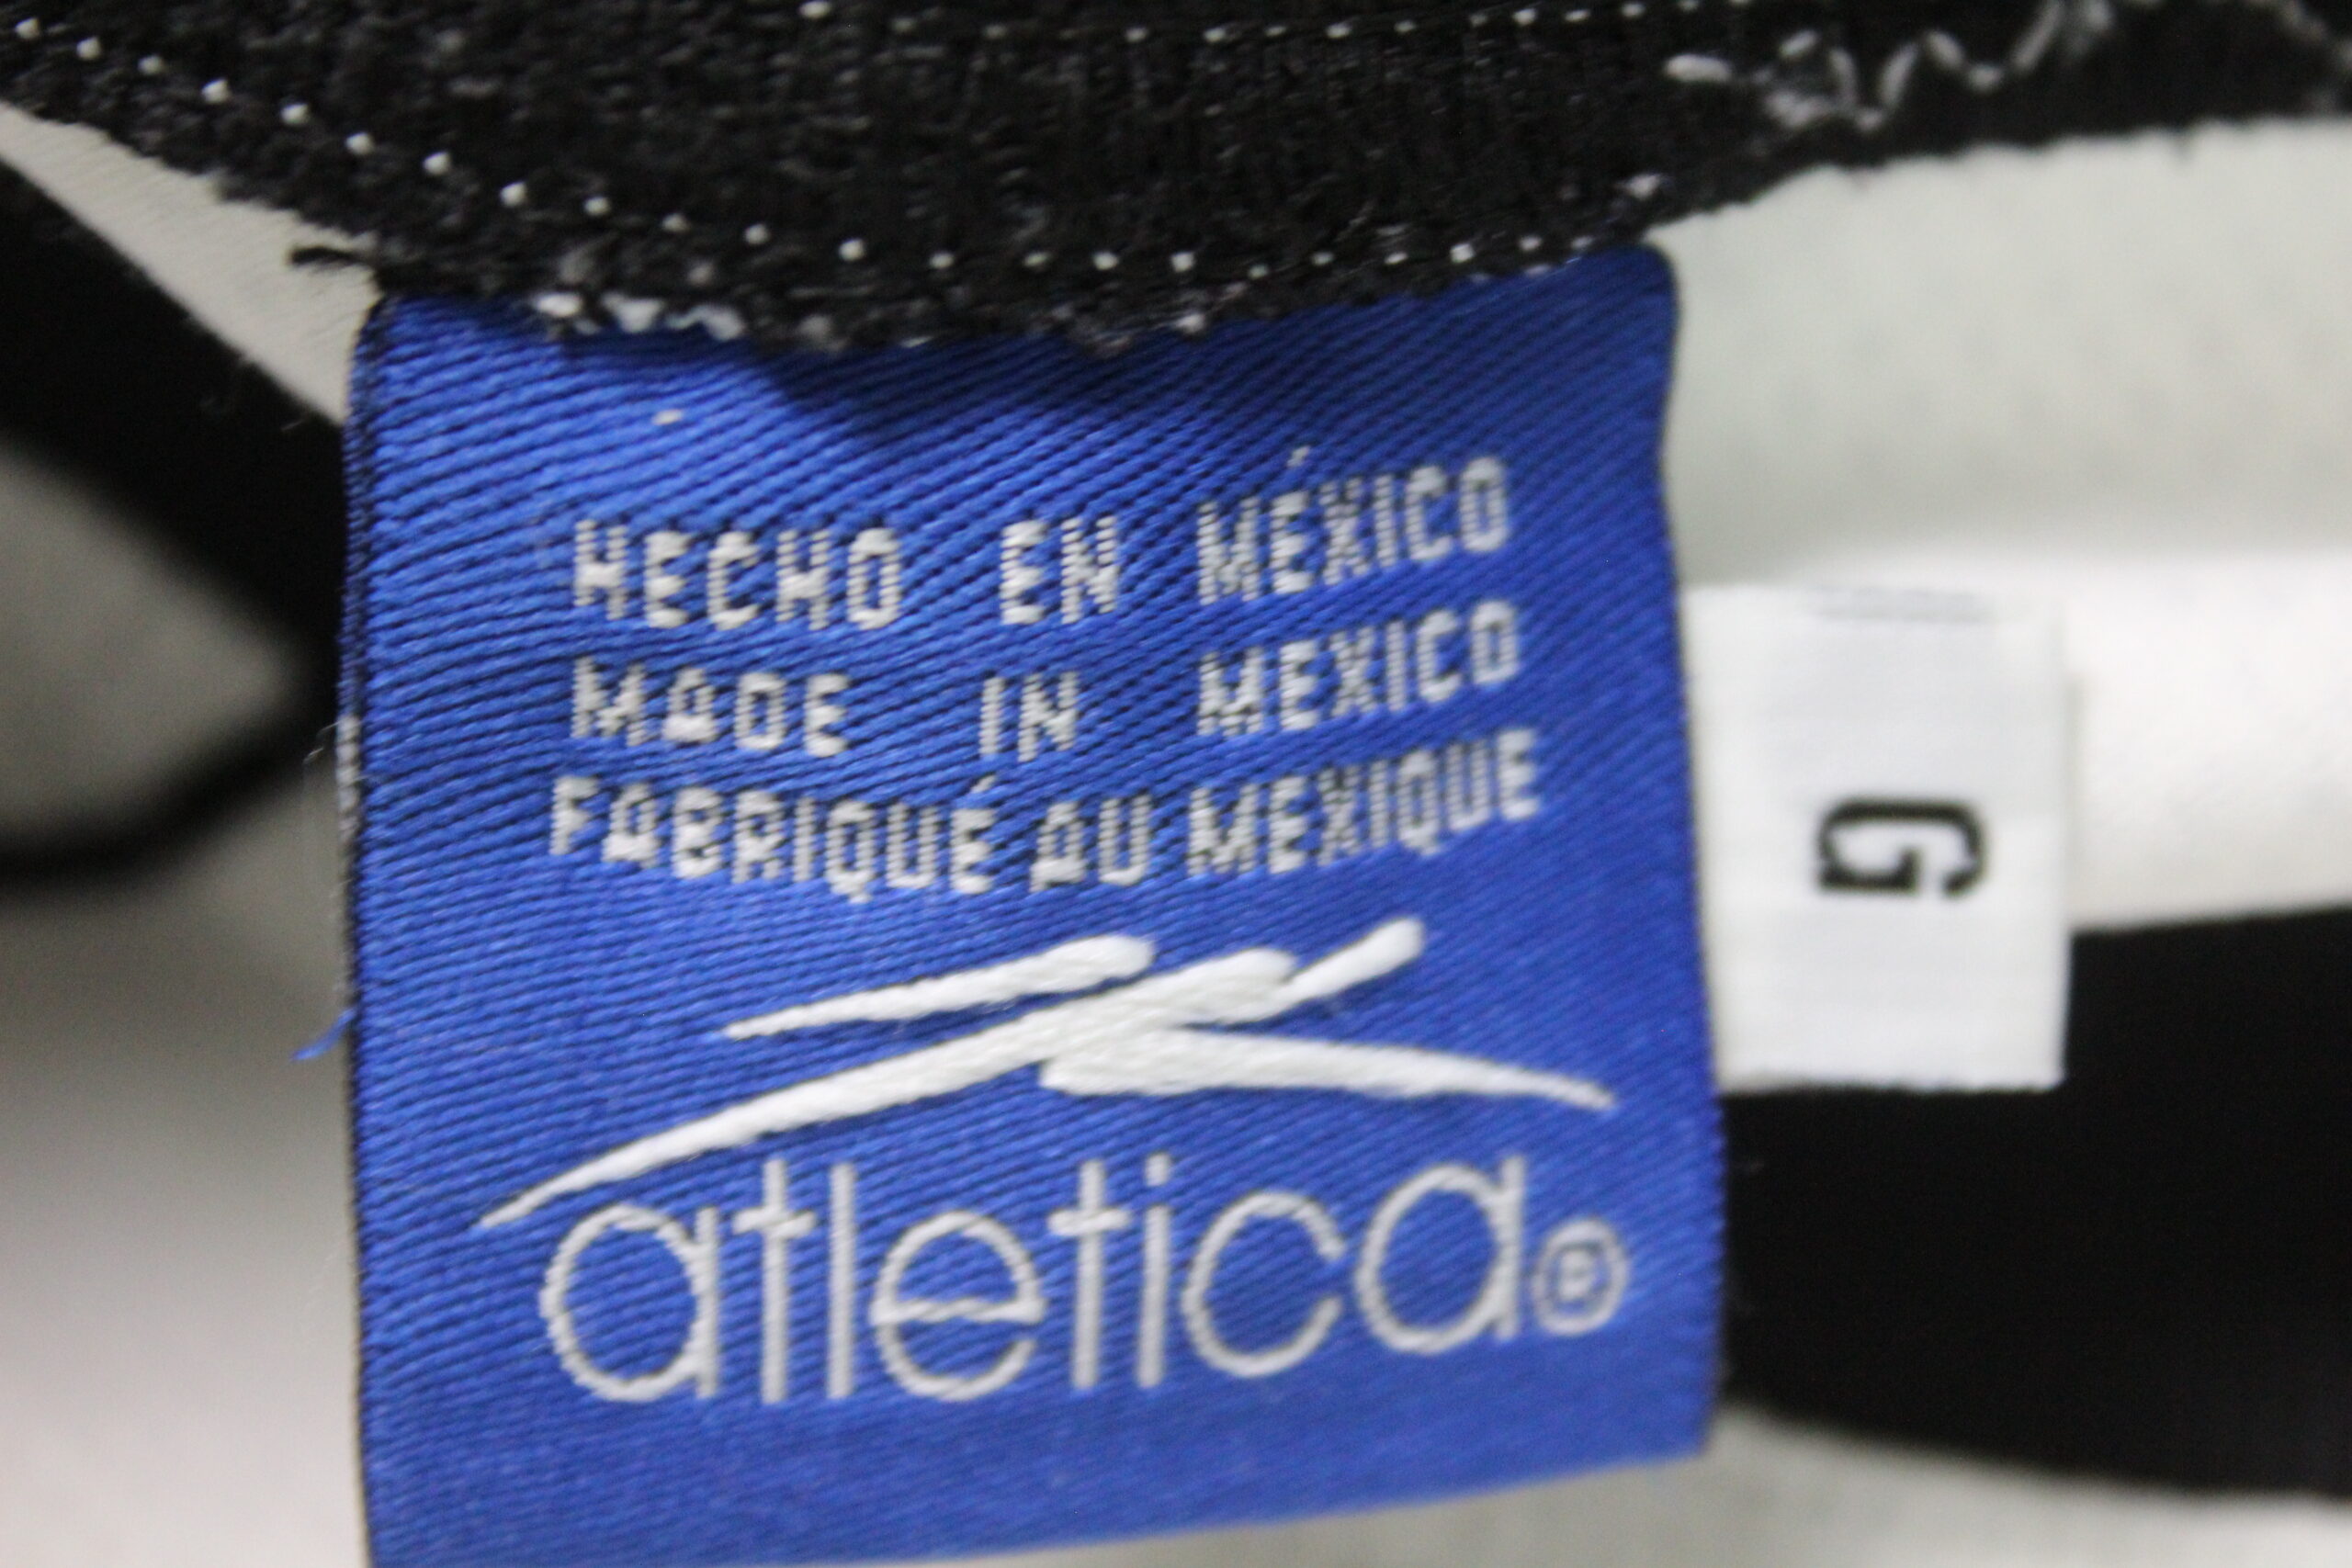 HECHO EN MÉXICO
MADE IN MEXICO
FABRIQUÉ AU MEXIQUE
atletica®
G